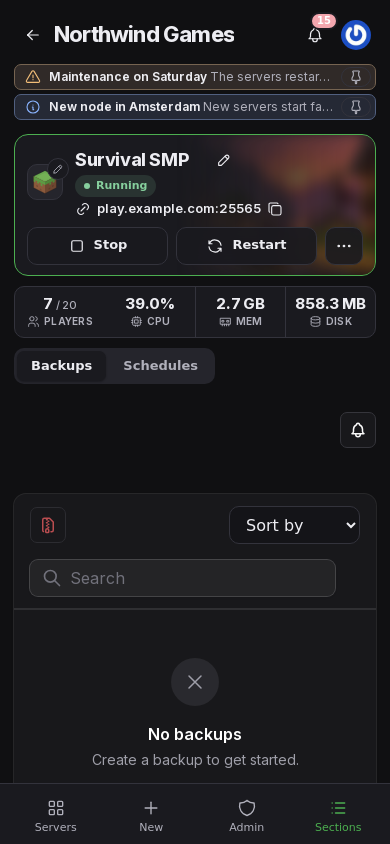 Northwind Games
15
Maintenance on Saturday The servers restar...
New node in Amsterdam New servers start fa...
Survival SMP
Running
play.example.com:25565
Stop
Restart
7 / 20
PLAYERS
39.0%
CPU
2.7 GB
MEM
858.3 MB
DISK
Backups
Schedules
Sort by
Search
No backups
Create a backup to get started.
Servers
New
Admin
Sections